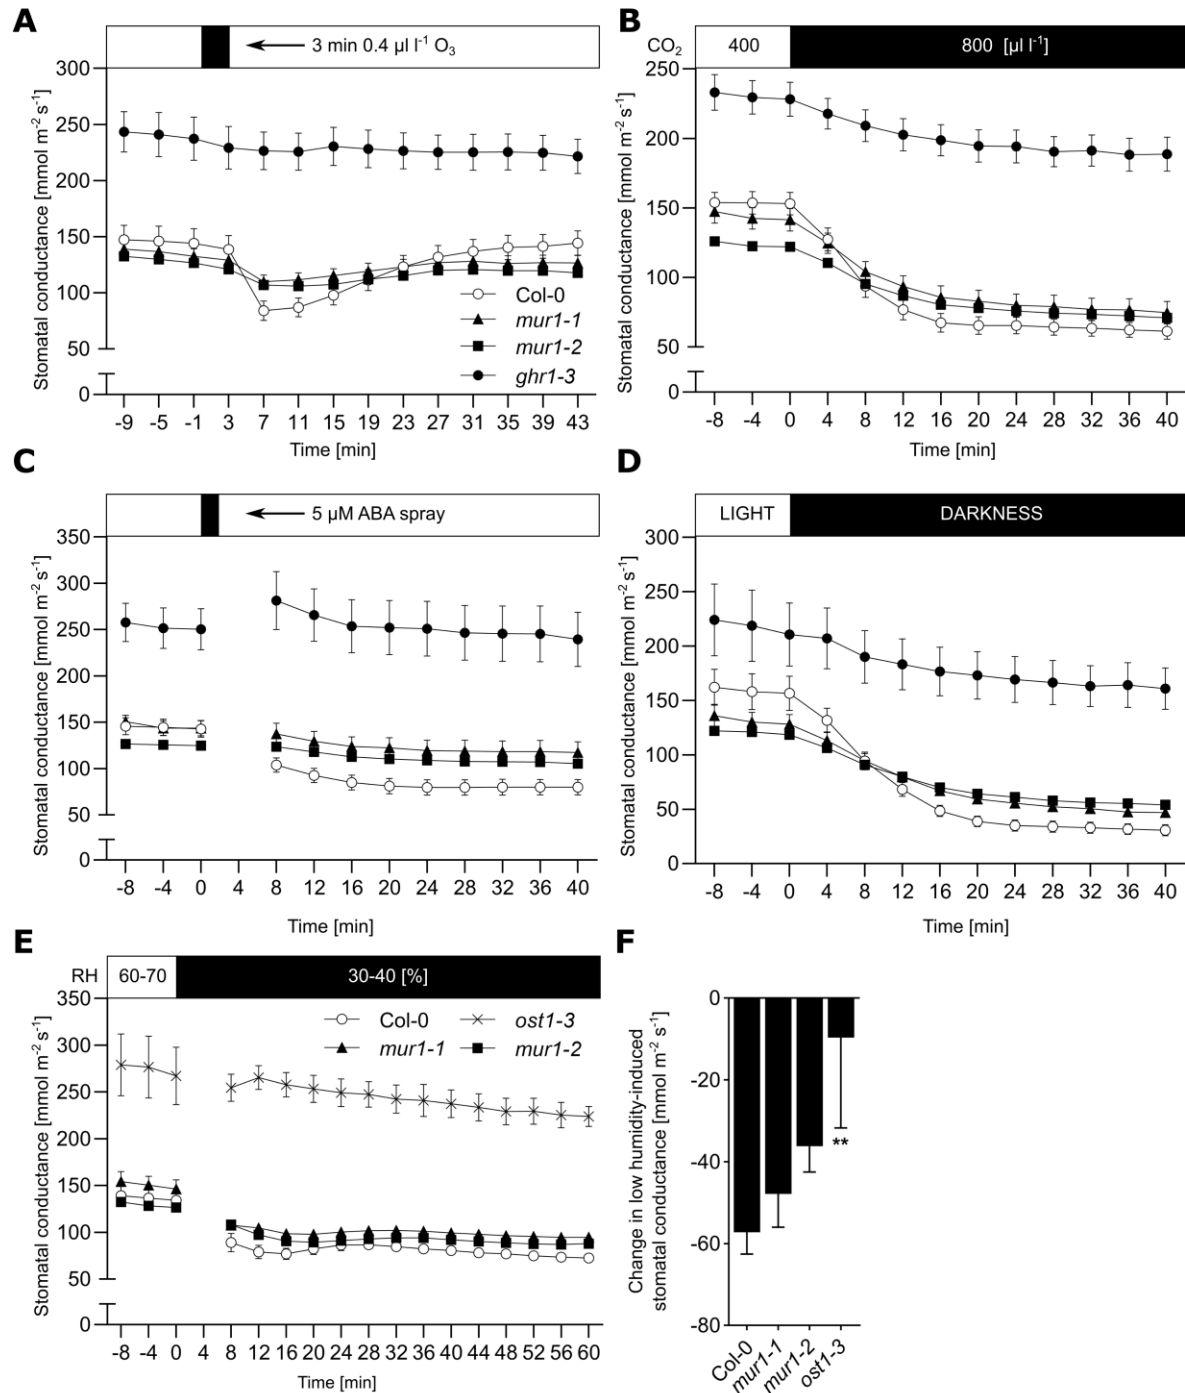 A
3 min 0.4 µl l⁻¹ O₃
Stomatal conductance [mmol m⁻² s⁻¹]
300
250
200
150
100
50
0
Col-0
mur1-1
mur1-2
ghr1-3
-9 -5 -1 3 7 11 15 19 23 27 31 35 39 43
Time [min]
B
CO₂ 400 800 [µl l⁻¹]
Stomatal conductance [mmol m⁻² s⁻¹]
250
200
150
100
50
0
-8 -4 0 4 8 12 16 20 24 28 32 36 40
Time [min]
C
5 µM ABA spray
Stomatal conductance [mmol m⁻² s⁻¹]
350
300
250
200
150
100
50
0
-8 -4 0 4 8 12 16 20 24 28 32 36 40
Time [min]
D
LIGHT DARKNESS
Stomatal conductance [mmol m⁻² s⁻¹]
300
250
200
150
100
50
0
-8 -4 0 4 8 12 16 20 24 28 32 36 40
Time [min]
E
RH 60-70 30-40 [%]
Stomatal conductance [mmol m⁻² s⁻¹]
350
300
250
200
150
100
50
0
Col-0 ost1-3
mur1-1 mur1-2
-8 -4 0 4 8 12 16 20 24 28 32 36 40 44 48 52 56 60
Time [min]
F
Change in low humidity-induced
stomatal conductance [mmol m⁻² s⁻¹]
0
-20
-40
-60
-80
**
Col-0
mur1-1
mur1-2
ost1-3